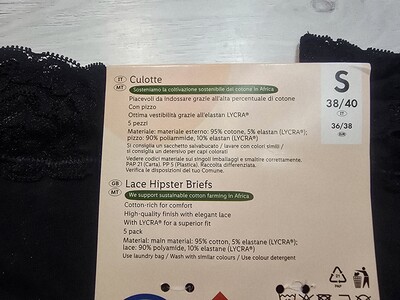 IT
MT
Culotte
Sosteniamo la coltivazione sostenibile del cotone in Africa
Piacevoli da indossare grazie all'alta percentuale di cotone
Con pizzo
Ottima vestibilità grazie all'elastan LYCRA®
5 pezzi
Materiale: materiale esterno: 95% cotone, 5% elastan (LYCRA®);
pizzo: 90% poliammide, 10% elastan (LYCRA®)
Si consiglia un sacchetto salvabucato / lavare con colori simili /
si consiglia un detersivo per capi colorati
Vedere codici materiale sui singoli imballaggi e smaltire correttamente.
PAP 21 (Carta). PP 5 (Plastica). Raccolta differenziata.
Verifica le disposizioni del tuo Comune.
GB
MT
Lace Hipster Briefs
We support sustainable cotton farming in Africa
Cotton-rich for comfort
High-quality finish with elegant lace
With LYCRA® for a superior fit
5 pack
Material: main material: 95% cotton, 5% elastane (LYCRA®);
lace: 90% polyamide, 10% elastane (LYCRA®)
Use laundry bag / Wash with similar colours / Use colour detergent
S
38/40
IT
36/38
GB
21
PAP